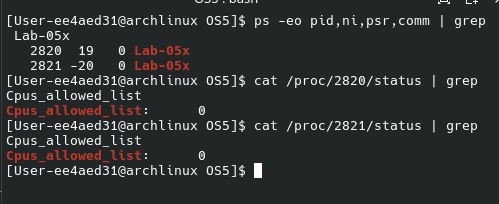 [User-ee4aed31@archlinux OS5]$ ps -eo pid,ni,psr,comm | grep
 Lab-05x
   2820  19   0 Lab-05x
   2821 -20   0 Lab-05x
[User-ee4aed31@archlinux OS5]$ cat /proc/2820/status | grep
Cpus_allowed_list
Cpus_allowed_list:      0
[User-ee4aed31@archlinux OS5]$ cat /proc/2821/status | grep
Cpus_allowed_list
Cpus_allowed_list:      0
[User-ee4aed31@archlinux OS5]$